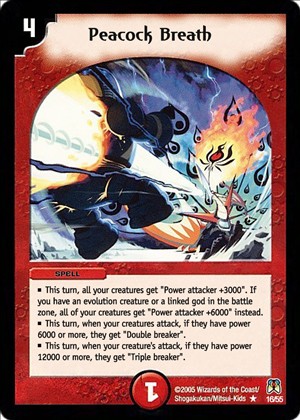 4
Peacock Breath
SPELL
■ This turn, all your creatures get "Power attacker +3000". If
you have an evolution creature or a linked god in the battle
zone, all of your creatures get "Power attacker +6000" instead.
■ This turn, when your creatures attack, if they have power
6000 or more, they get "Double breaker".
■ This turn, when your creature's attack, if they have power
12000 or more, they get "Triple breaker".
1
©2005 Wizards of the Coast/
Shogakukan/Mitsui-Kids ★ 16/55